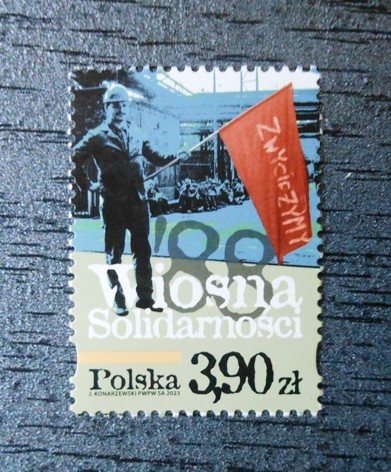 ZWYCIĘŻYMY
'88
Wiosna
Solidarności
Polska 3,90 zł
J. KONARZEWSKI PWPW SA 2023